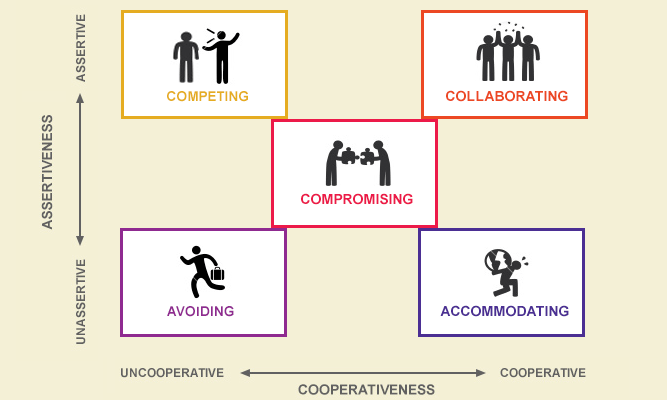 ASSERTIVE
COMPETING
COLLABORATING
ASSERTIVENESS
COMPROMISING
UNASSERTIVE
AVOIDING
ACCOMMODATING
UNCOOPERATIVE
COOPERATIVE
COOPERATIVENESS